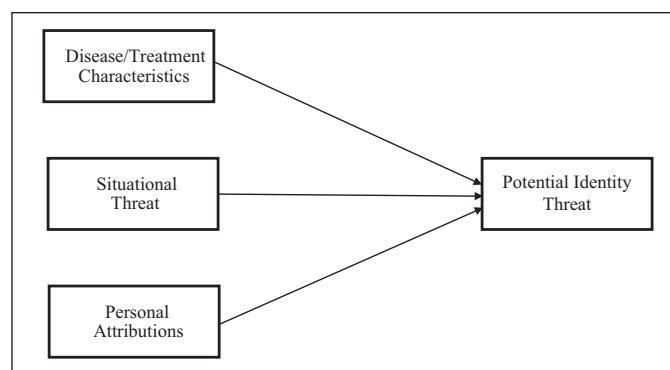 Disease/Treatment
Characteristics
Situational
Threat
Potential Identity
Threat
Personal
Attributions